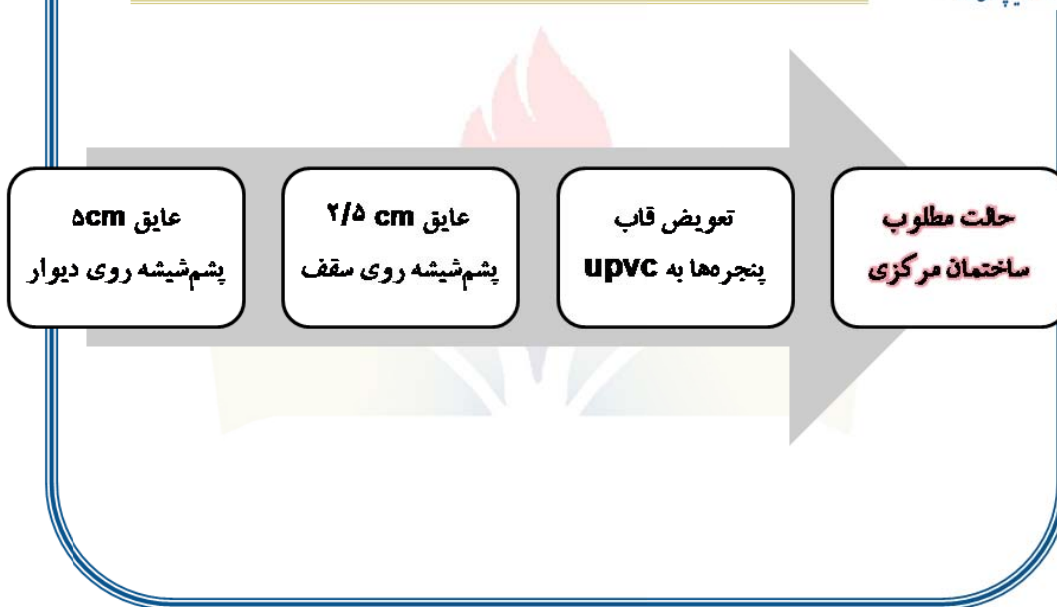 عایق ۵cm
پشم‌شیشه روی دیوار
عایق ۲/۵ cm
پشم‌شیشه روی سقف
تعویض قاب
پنجره‌ها به upvc
حالت مطلوب
ساختمان مرکزی